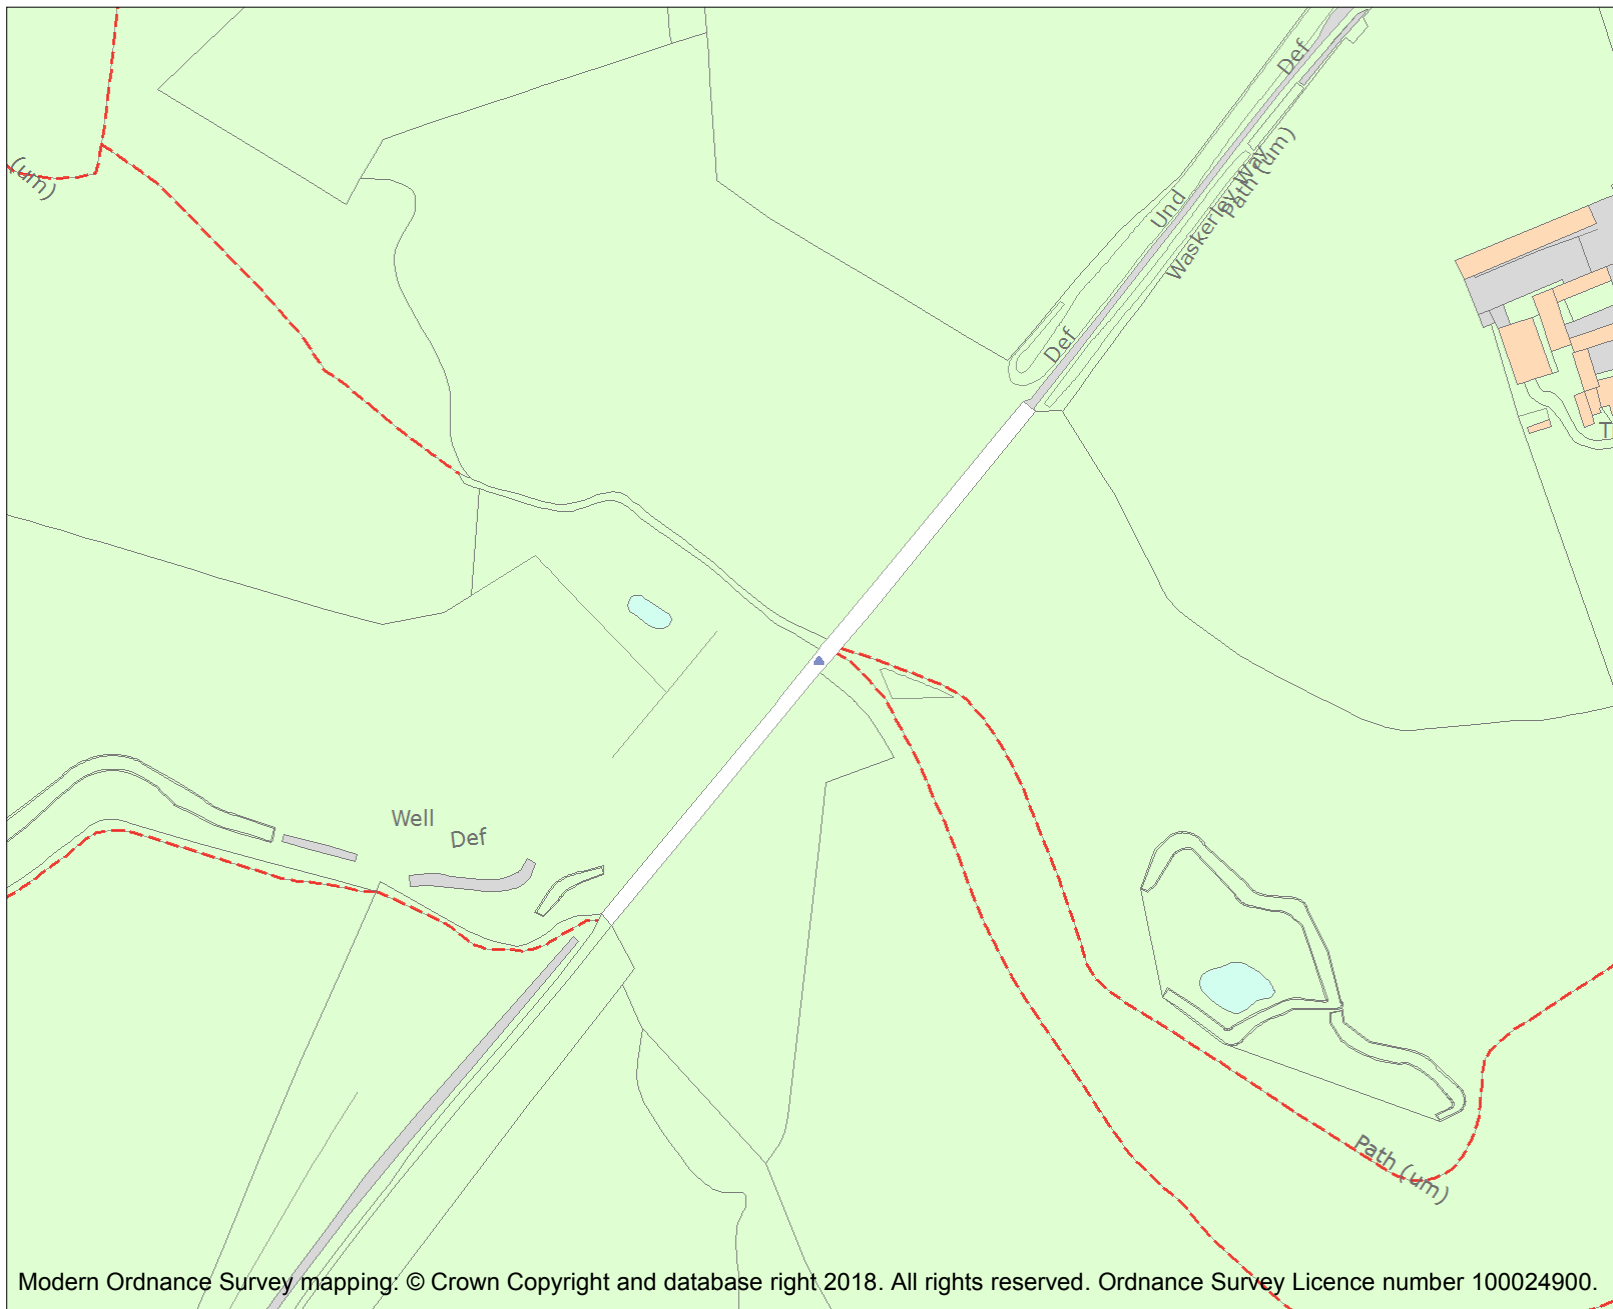 Def
(um)
Und
Waskerley Way
Path (um)
Def
T
Well
Def
Path (um)
Modern Ordnance Survey mapping: © Crown Copyright and database right 2018. All rights reserved. Ordnance Survey Licence number 100024900.